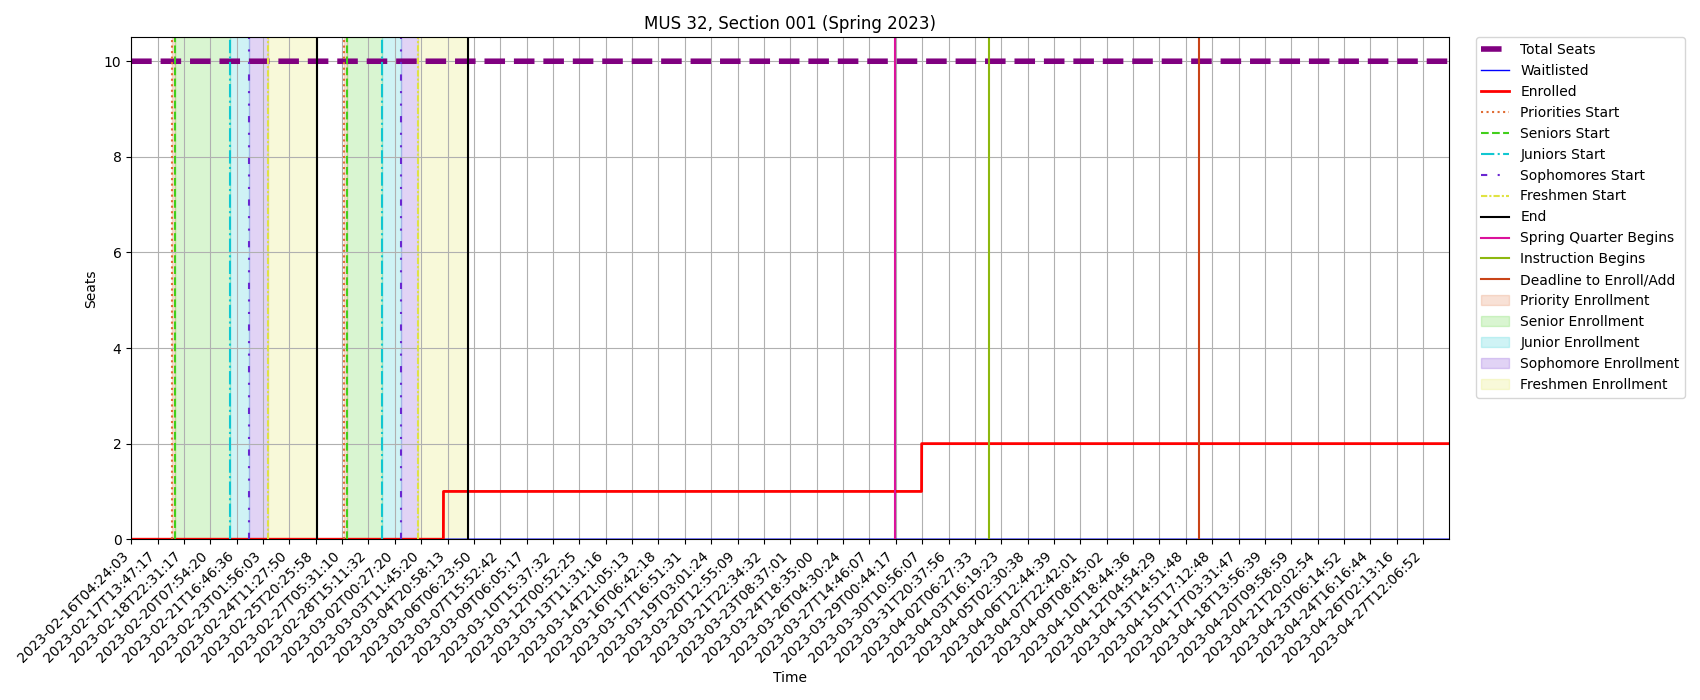 MUS 32, Section 001 (Spring 2023)
10
8
6
4
2
0
Seats
2023-02-16T04:24:03
2023-02-17T13:47:17
2023-02-18T22:31:17
2023-02-20T07:54:20
2023-02-21T16:46:36
2023-02-23T01:56:03
2023-02-24T11:27:50
2023-02-25T20:25:58
2023-02-27T05:31:10
2023-02-28T15:11:32
2023-03-02T00:27:20
2023-03-03T11:45:20
2023-03-04T20:58:13
2023-03-06T06:23:50
2023-03-07T15:52:42
2023-03-09T06:05:17
2023-03-10T15:37:32
2023-03-12T00:52:25
2023-03-13T11:31:16
2023-03-14T21:05:13
2023-03-16T06:42:18
2023-03-17T16:51:31
2023-03-19T03:01:24
2023-03-20T12:55:09
2023-03-21T22:34:32
2023-03-23T08:37:01
2023-03-24T18:35:00
2023-03-26T04:30:24
2023-03-27T14:46:07
2023-03-29T00:44:17
2023-03-30T10:56:07
2023-03-31T20:37:56
2023-04-02T06:27:33
2023-04-03T16:19:23
2023-04-05T02:30:38
2023-04-06T12:44:39
2023-04-07T22:42:01
2023-04-09T08:45:02
2023-04-10T18:44:36
2023-04-12T04:54:29
2023-04-13T14:51:48
2023-04-15T17:12:48
2023-04-17T03:31:47
2023-04-18T13:56:39
2023-04-20T09:58:59
2023-04-21T20:02:54
2023-04-23T06:14:52
2023-04-24T16:16:44
2023-04-26T02:13:16
2023-04-27T12:06:52
Time
Total Seats
Waitlisted
Enrolled
Priorities Start
Seniors Start
Juniors Start
Sophomores Start
Freshmen Start
End
Spring Quarter Begins
Instruction Begins
Deadline to Enroll/Add
Priority Enrollment
Senior Enrollment
Junior Enrollment
Sophomore Enrollment
Freshmen Enrollment